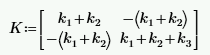 K:=[ k₁+k₂   −(k₁+k₂)
−(k₁+k₂)   k₁+k₂+k₃ ]